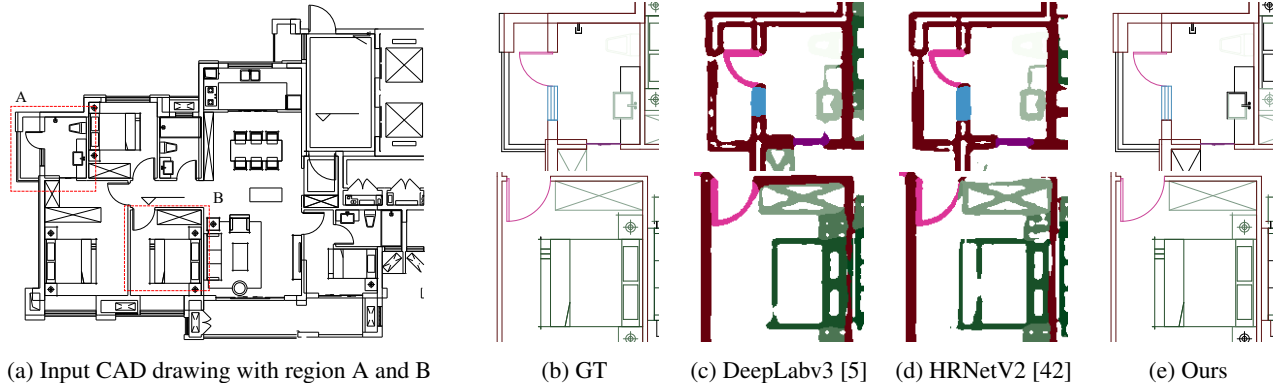 A
B
(a) Input CAD drawing with region A and B
(b) GT
(c) DeepLabv3 [5]
(d) HRNetV2 [42]
(e) Ours